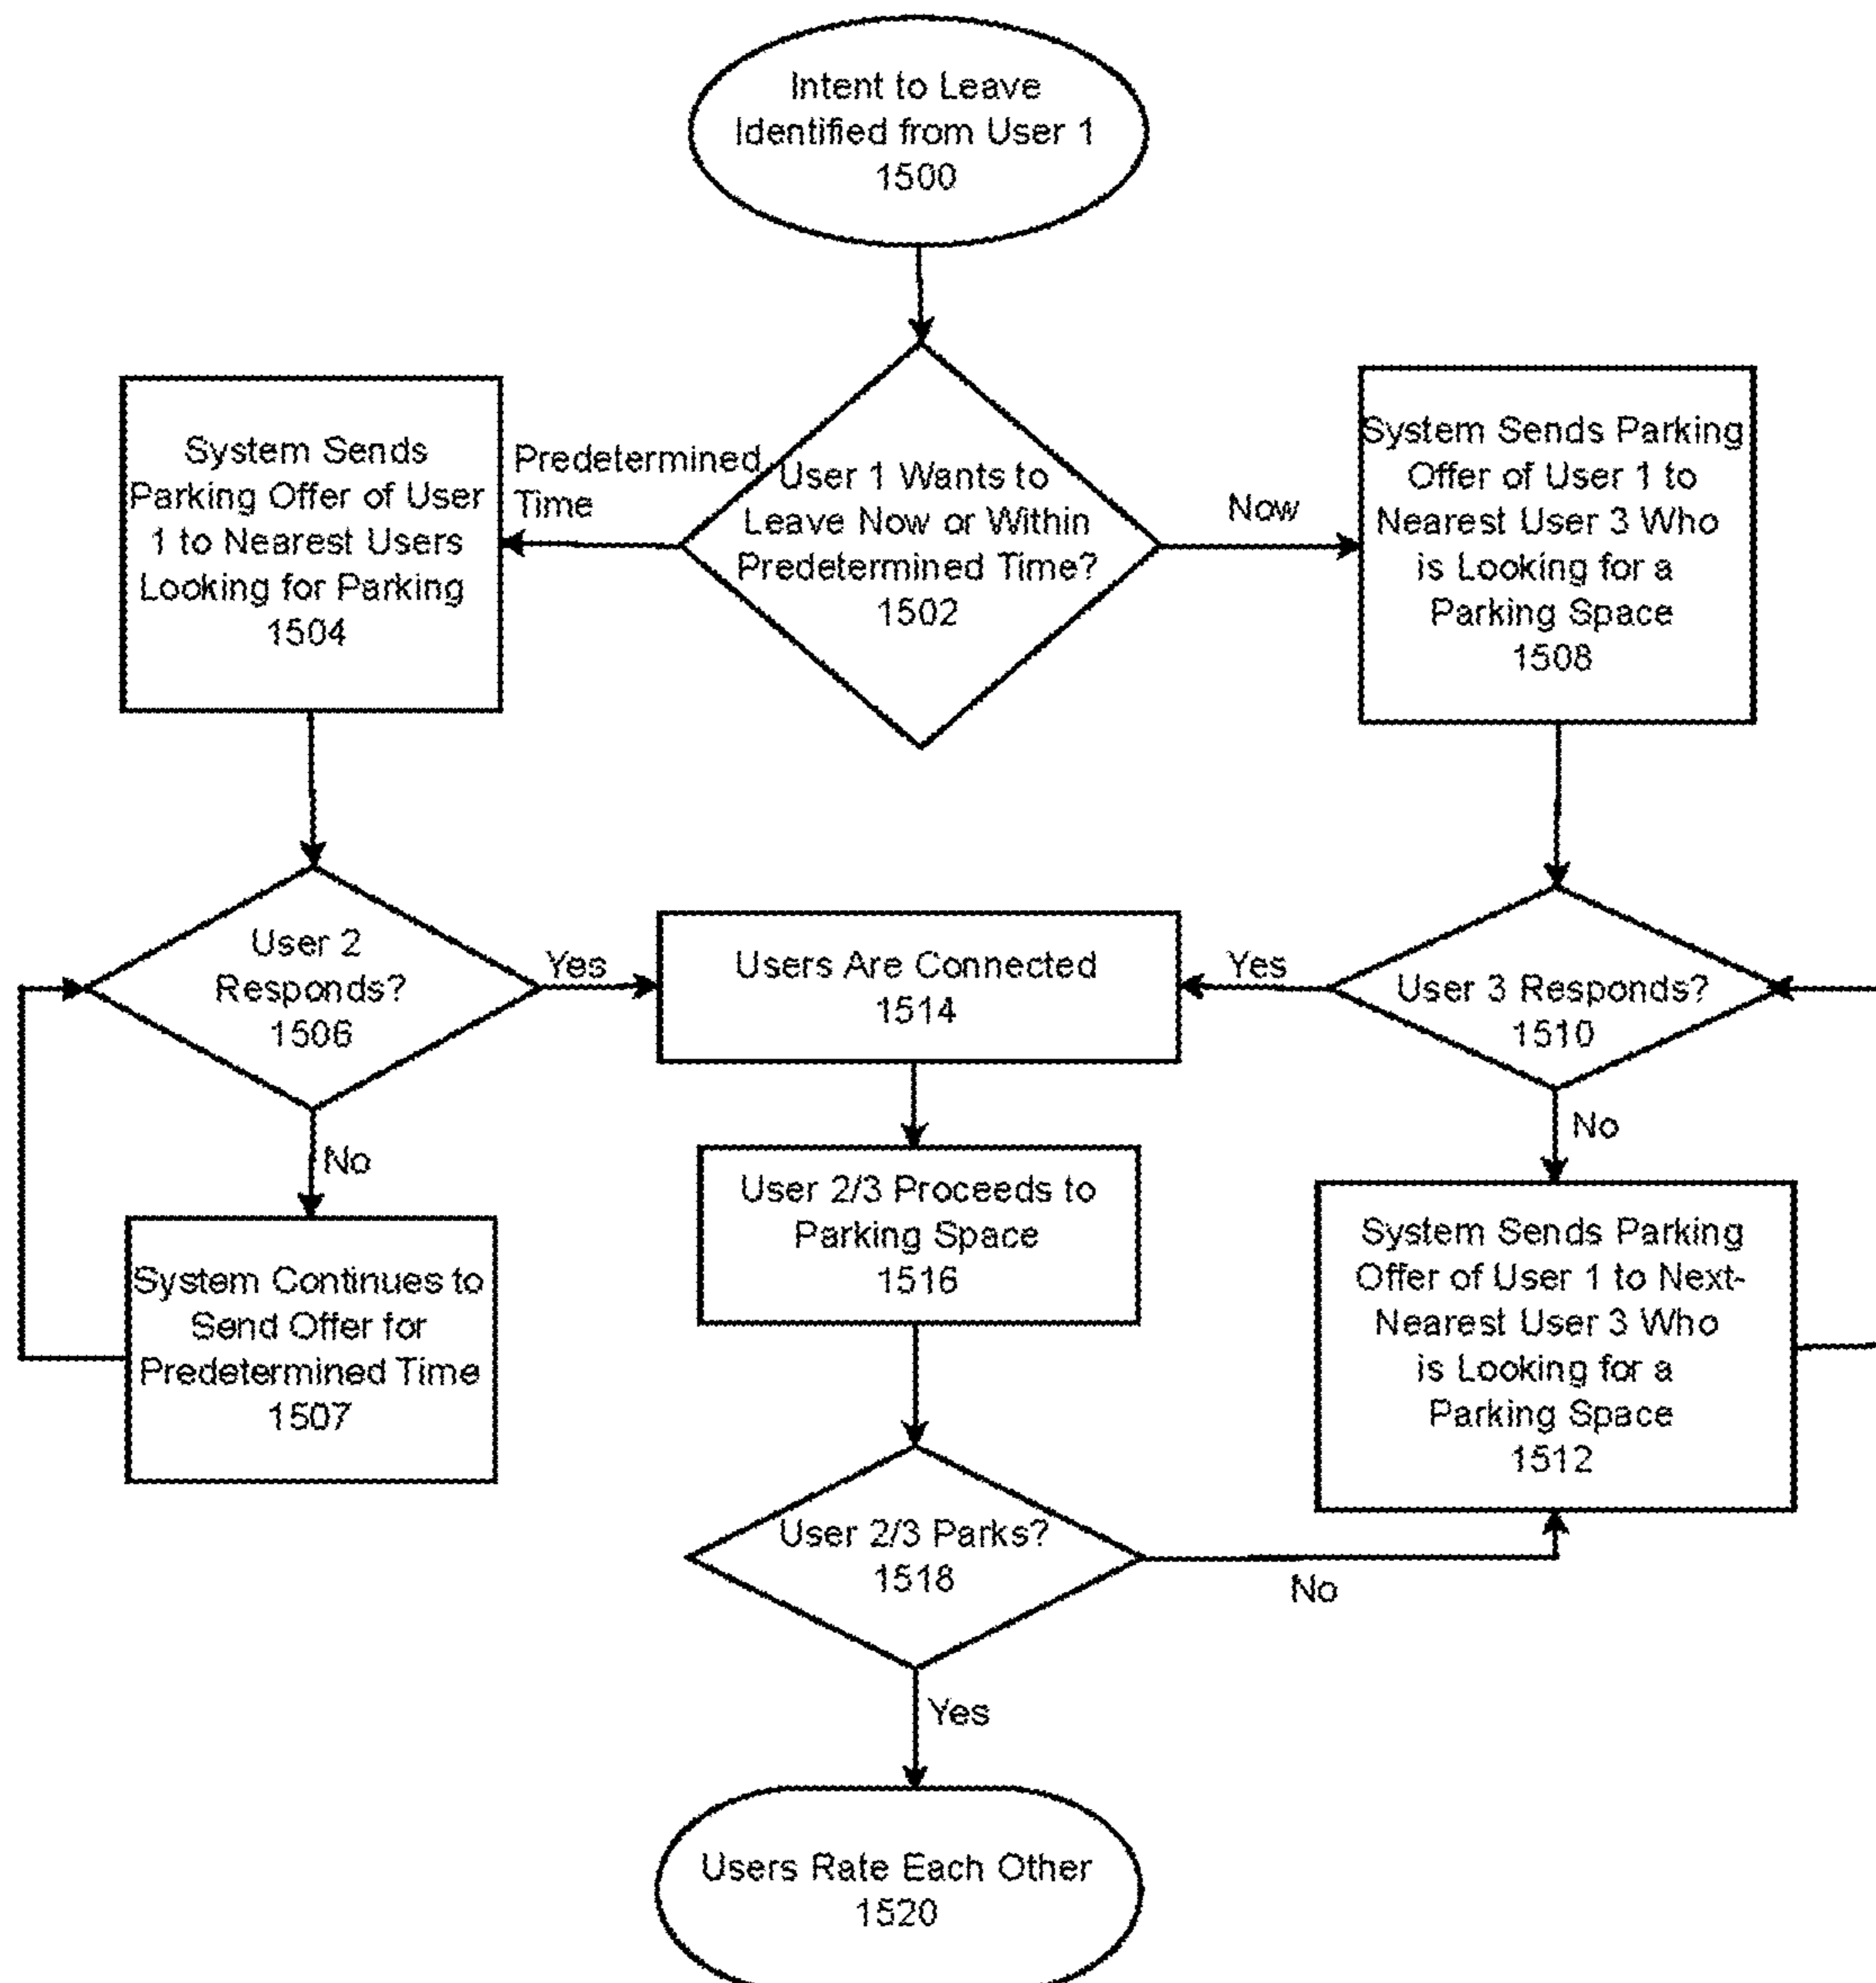 Intent to Leave
Identified from User 1
1500
System Sends
Parking Offer of User
1 to Nearest Users
Looking for Parking
1504
Predetermined
Time
User 1 Wants to
Leave Now or Within
Predetermined Time?
1502
Now
System Sends Parking
Offer of User 1 to
Nearest User 3 Who
is Looking for a
Parking Space
1508
User 2
Responds?
1506
Yes
Users Are Connected
1514
Yes
User 3 Responds?
1510
No
No
System Continues to
Send Offer for
Predetermined Time
1507
User 2/3 Proceeds to
Parking Space
1516
System Sends Parking
Offer of User 1 to Next-
Nearest User 3 Who
is Looking for a
Parking Space
1512
User 2/3 Parks?
1518
No
Yes
Users Rate Each Other
1520